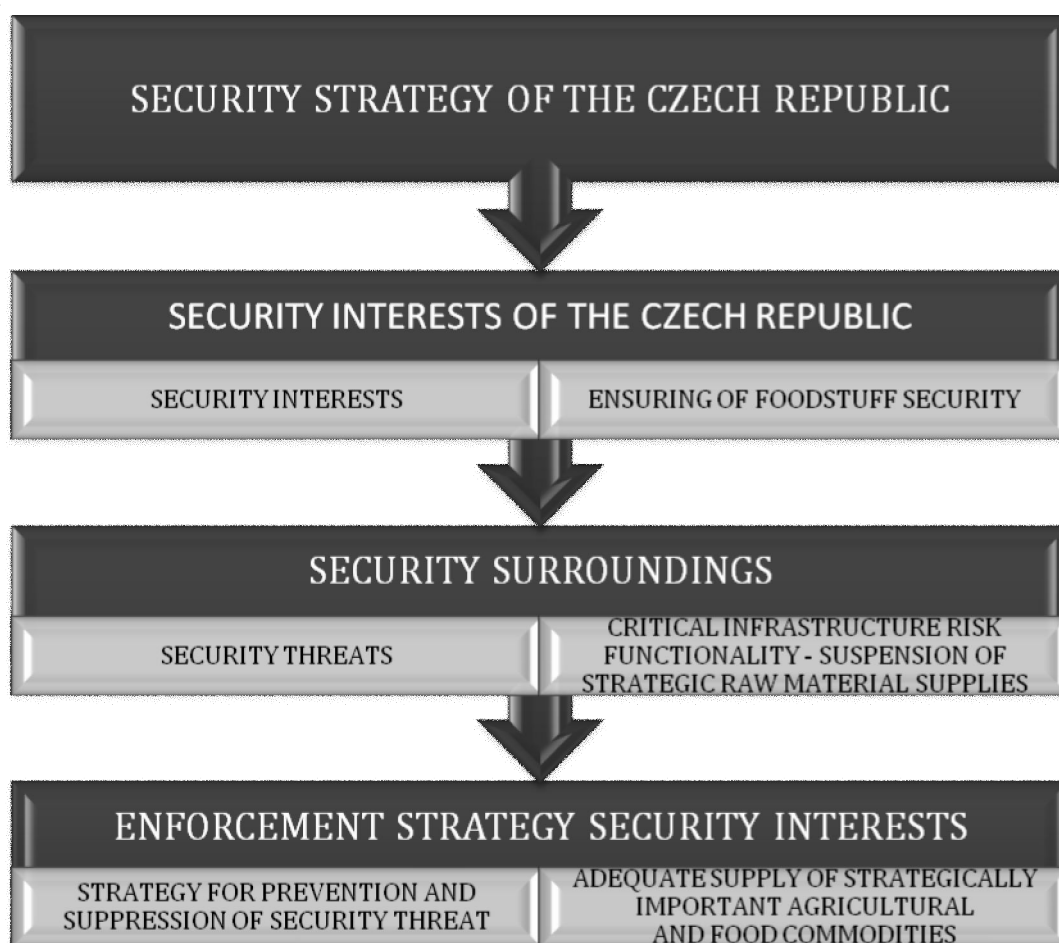 SECURITY STRATEGY OF THE CZECH REPUBLIC
SECURITY INTERESTS OF THE CZECH REPUBLIC
SECURITY INTERESTS
ENSURING OF FOODSTUFF SECURITY
SECURITY SURROUNDINGS
SECURITY THREATS
CRITICAL INFRASTRUCTURE RISK
FUNCTIONALITY - SUSPENSION OF
STRATEGIC RAW MATERIAL SUPPLIES
ENFORCEMENT STRATEGY SECURITY INTERESTS
STRATEGY FOR PREVENTION AND
SUPPRESSION OF SECURITY THREAT
ADEQUATE SUPPLY OF STRATEGICALLY
IMPORTANT AGRICULTURAL
AND FOOD COMMODITIES